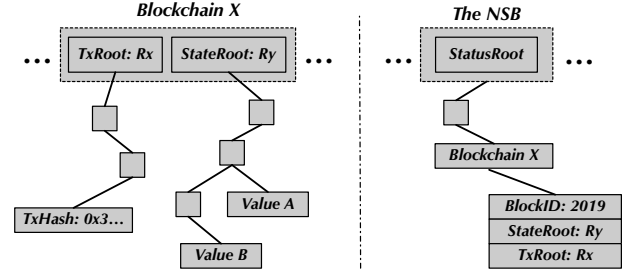 Blockchain X
The NSB
... TxRoot: Rx StateRoot: Ry ...
... StatusRoot ...
Blockchain X
TxHash: 0x3...
Value A
Value B
BlockID: 2019
StateRoot: Ry
TxRoot: Rx